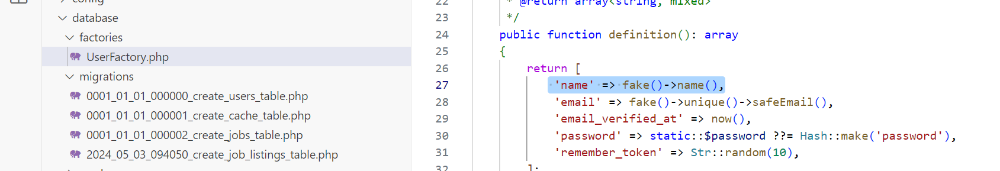 config
database
factories
UserFactory.php
migrations
0001_01_01_000000_create_users_table.php
0001_01_01_000001_create_cache_table.php
0001_01_01_000002_create_jobs_table.php
2024_05_03_094050_create_job_listings_table.php
22 * @return array<string, mixed>
23 */
24 public function definition(): array
25 {
26 return [
27 'name' => fake()->name(),
28 'email' => fake()->unique()->safeEmail(),
29 'email_verified_at' => now(),
30 'password' => static::$password ??= Hash::make('password'),
31 'remember_token' => Str::random(10),
32 ];